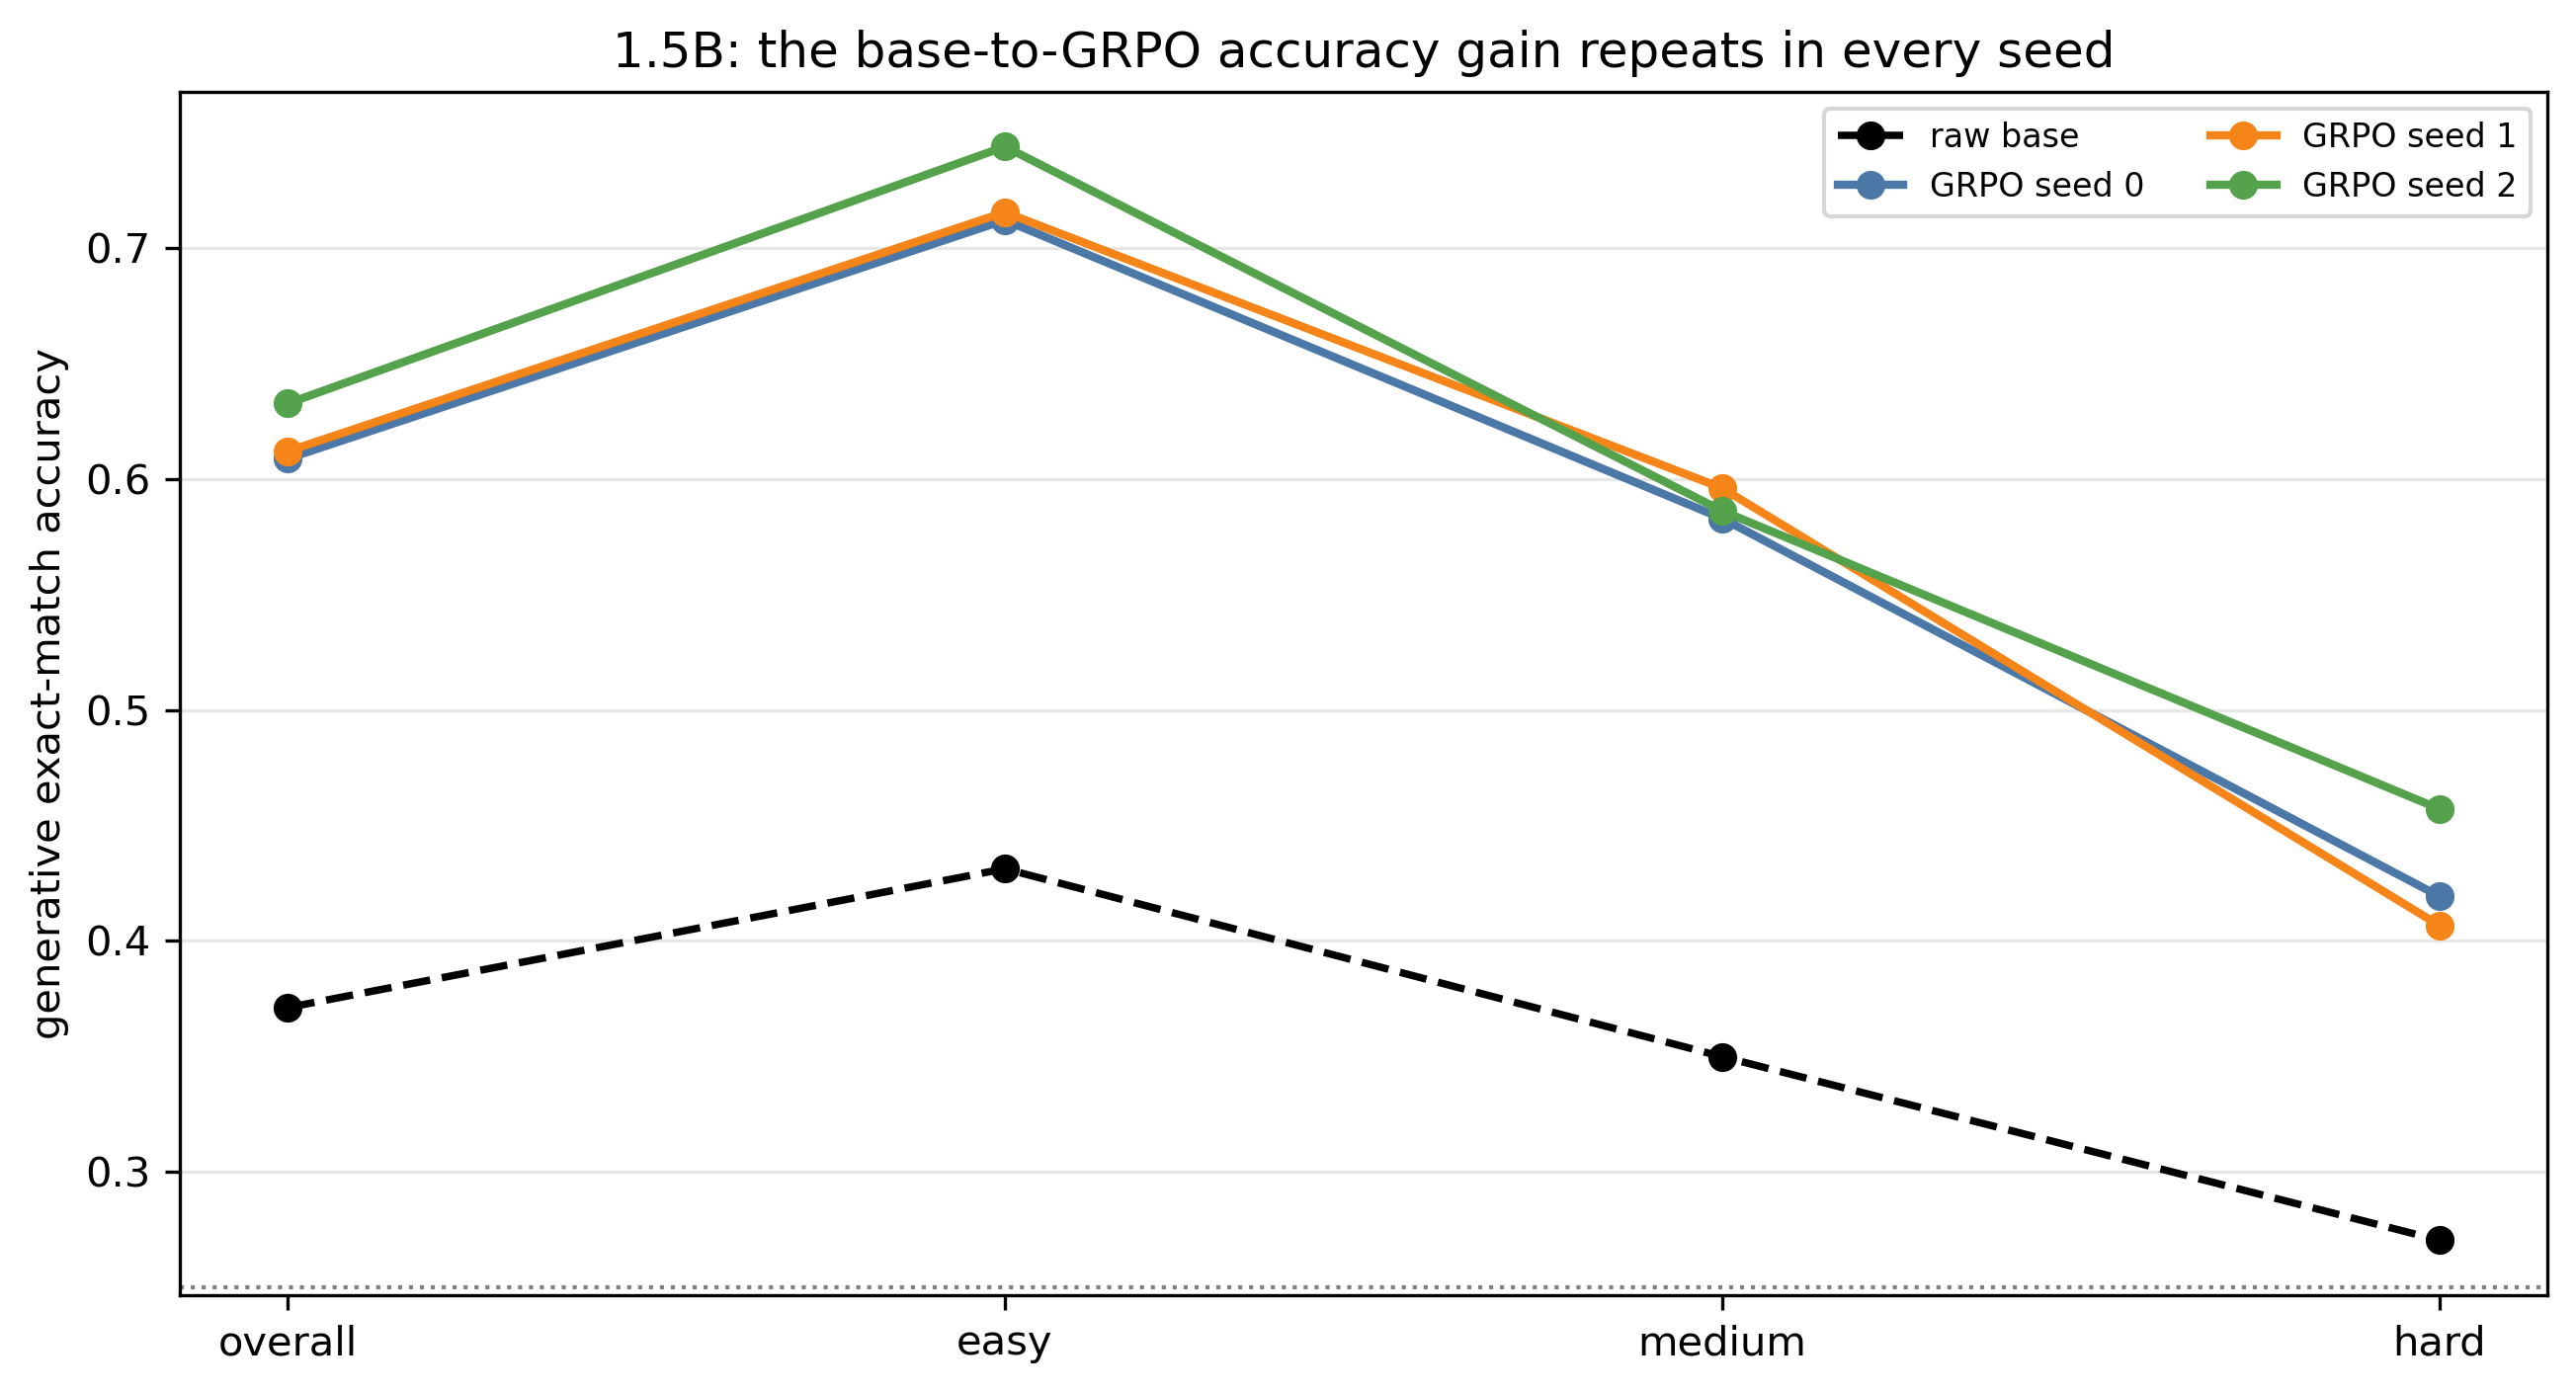 1.5B: the base-to-GRPO accuracy gain repeats in every seed
raw base
GRPO seed 0
GRPO seed 1
GRPO seed 2
generative exact-match accuracy
0.7
0.6
0.5
0.4
0.3
overall
easy
medium
hard